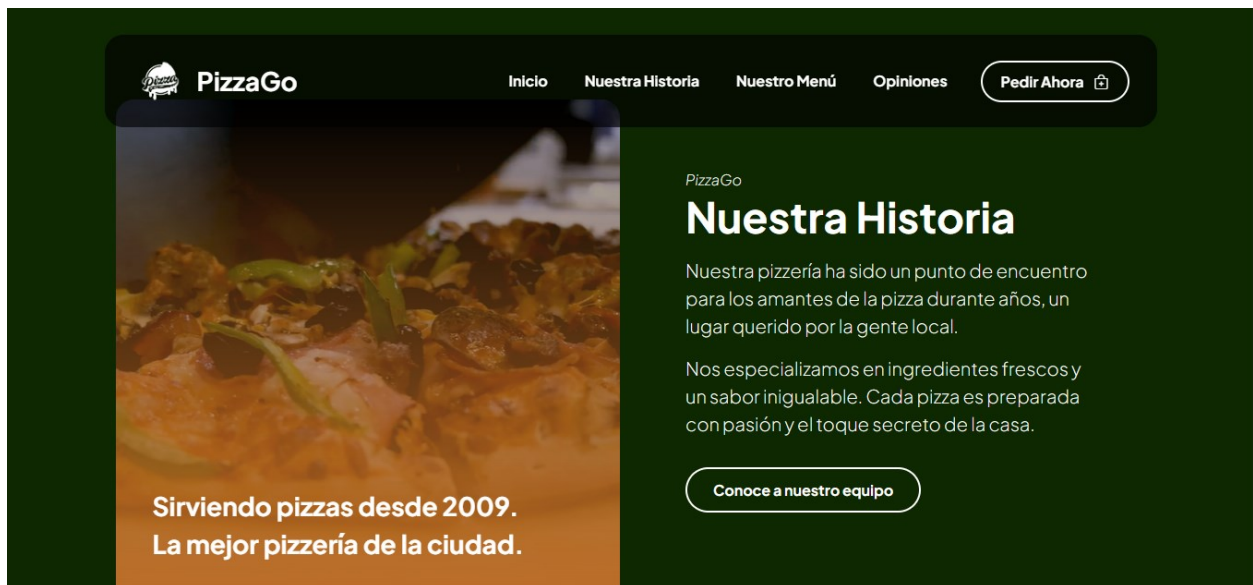 Pizza
PizzaGo
Inicio
Nuestra Historia
Nuestro Menú
Opiniones
Pedir Ahora
PizzaGo
Nuestra Historia
Nuestra pizzería ha sido un punto de encuentro
para los amantes de la pizza durante años, un
lugar querido por la gente local.
Nos especializamos en ingredientes frescos y
un sabor inigualable. Cada pizza es preparada
con pasión y el toque secreto de la casa.
Conoce a nuestro equipo
Sirviendo pizzas desde 2009.
La mejor pizzería de la ciudad.